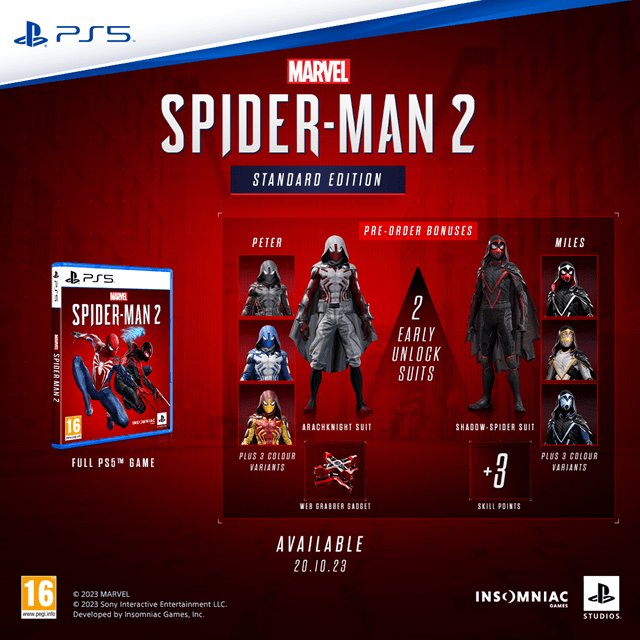 PS5
MARVEL
SPIDER-MAN 2
STANDARD EDITION
PRE-ORDER BONUSES
PETER
MILES
2
EARLY
UNLOCK
SUITS
PS5
PS5
MARVEL
SPIDER-MAN 2
SPIDER-MAN 2
16
INSOMNIAC
FULL PS5™ GAME
ARACHKNIGHT SUIT
SHADOW-SPIDER SUIT
PLUS 3 COLOUR
VARIANTS
PLUS 3 COLOUR
VARIANTS
WEB GRABBER GADGET
+3
SKILL POINTS
AVAILABLE
20.10.23
16
www.pegi.info
© 2023 MARVEL
© 2023 Sony Interactive Entertainment LLC.
Developed by Insomniac Games, Inc.
INSOMNIAC
GAMES
PLAYSTATION
STUDIOS